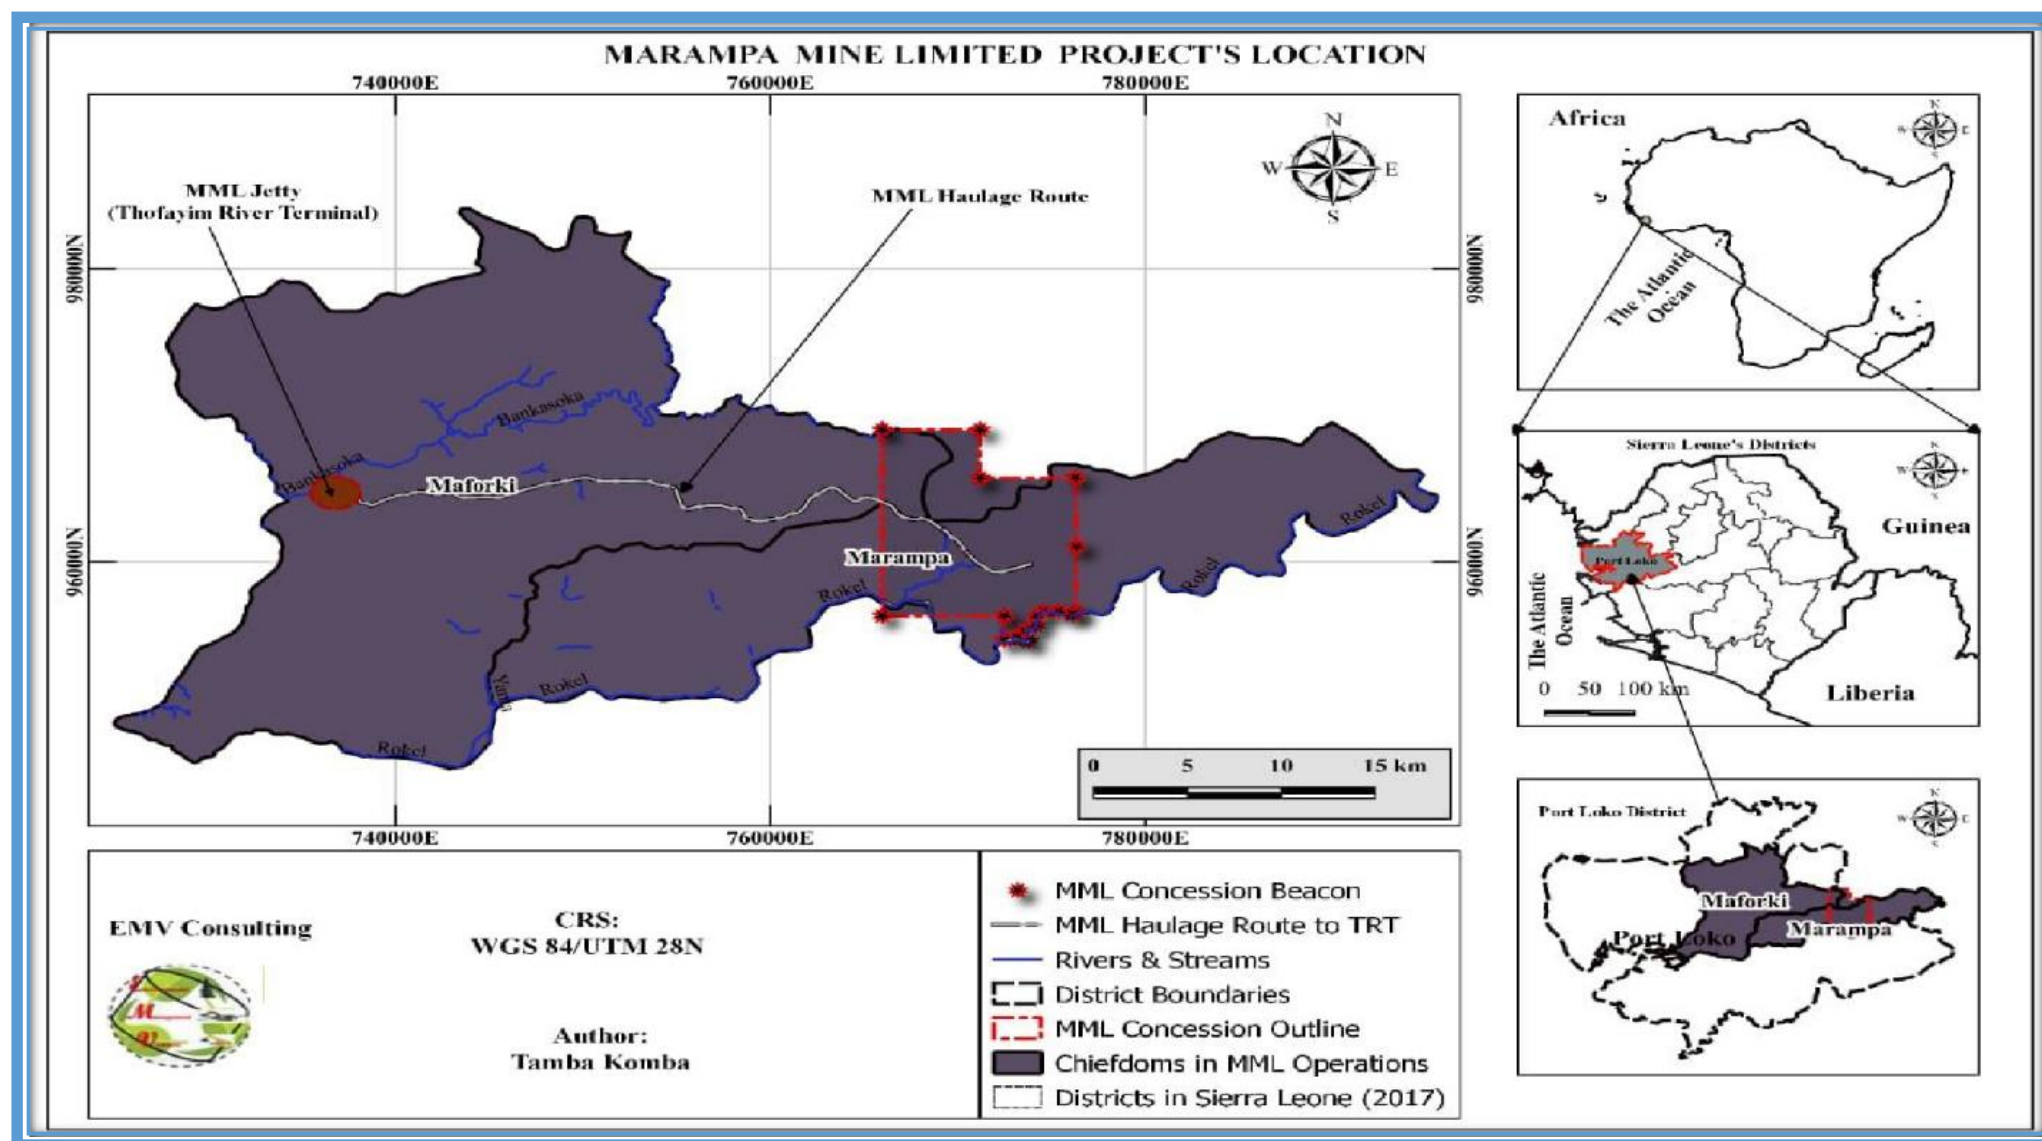 MARAMPA MINE LIMITED PROJECT'S LOCATION
740000E
760000E
780000E
N
W
E
S
MML Jetty
(Thofayim River Terminal)
MML Haulage Route
980000N
980000N
960000N
960000N
Bankasoka
Bankasoka
Maforki
Marampa
Rokel
Rokel
Rokel
Rokel
Rokel
0 5 10 15 km
740000E
760000E
780000E
EMV Consulting
CRS:
WGS 84/UTM 28N
Author:
Tamba Komba
MML Concession Beacon
MML Haulage Route to TRT
Rivers & Streams
District Boundaries
MML Concession Outline
Chiefdoms in MML Operations
Districts in Sierra Leone (2017)
Africa
N
W
E
S
The Atlantic
Ocean
Sierra Leone's Districts
N
W
E
S
Guinea
Port Loko
The Atlantic
Ocean
0 50 100 km
Liberia
Port Loko District
N
W
E
S
Maforki
Marampa
Port Loko